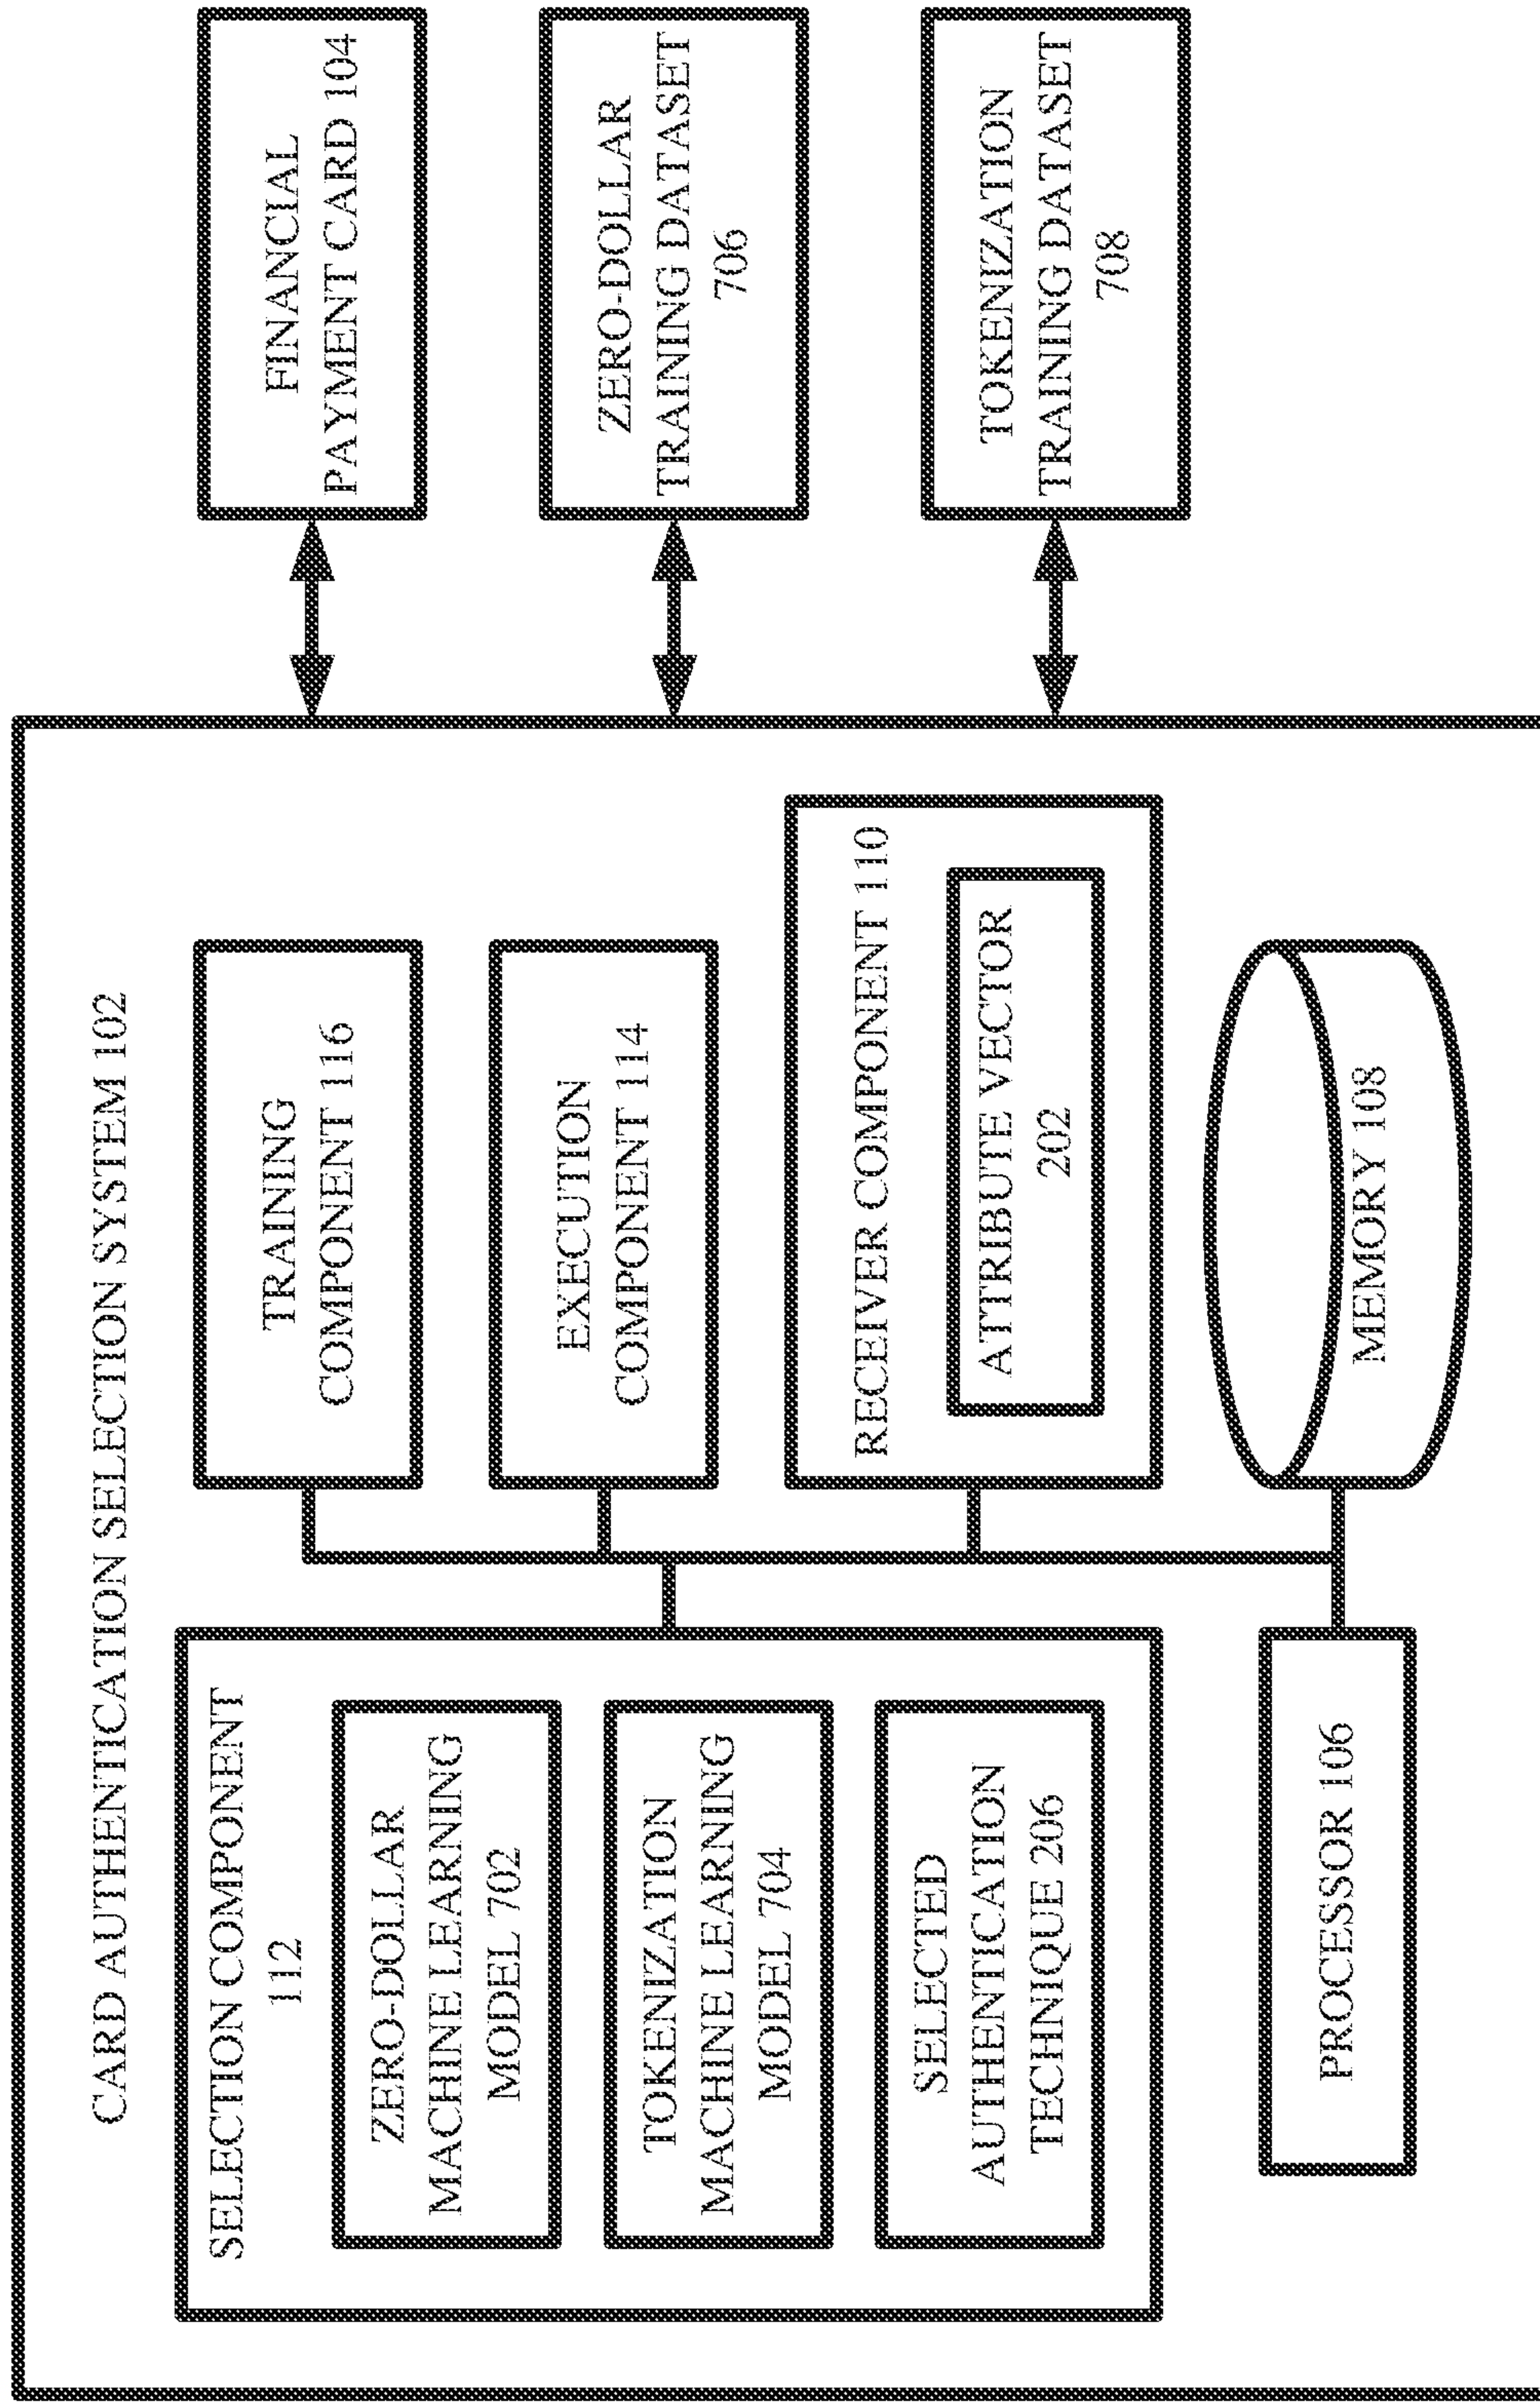 CARD AUTHENTICATION SELECTION SYSTEM 102
SELECTION COMPONENT
112
ZERO-DOLLAR
MACHINE LEARNING
MODEL 702
TOKENIZATION
MACHINE LEARNING
MODEL 704
SELECTED
AUTHENTICATION
TECHNIQUE 206
PROCESSOR 106
TRAINING
COMPONENT 116
EXECUTION
COMPONENT 114
RECEIVER COMPONENT 110
ATTRIBUTE VECTOR
202
MEMORY 108
FINANCIAL
PAYMENT CARD 104
ZERO-DOLLAR
TRAINING DATASET
706
TOKENIZATION
TRAINING DATASET
708